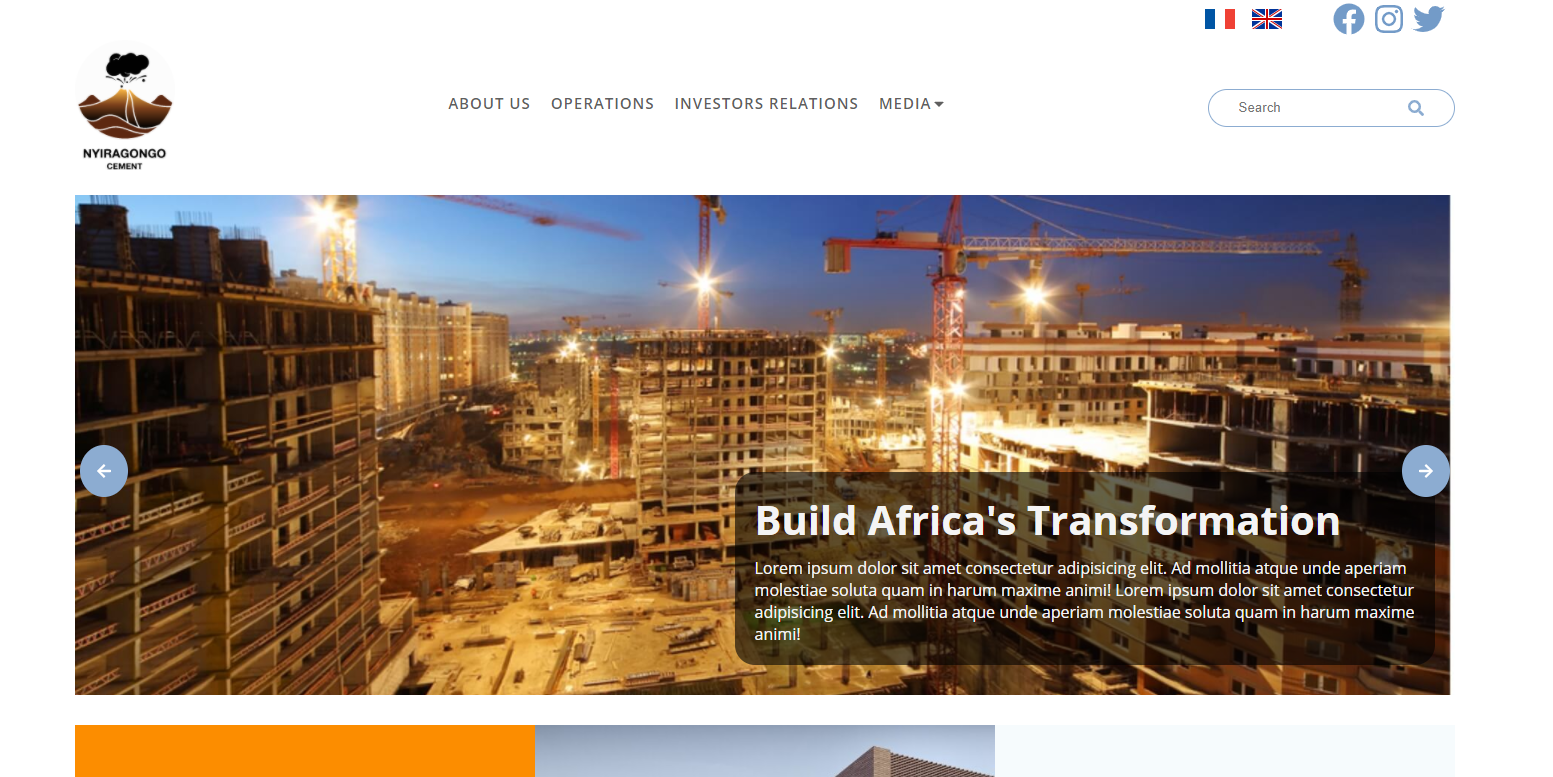 NYIRAGONGO
CEMENT
ABOUT US OPERATIONS INVESTORS RELATIONS MEDIA
Search
Build Africa's Transformation
Lorem ipsum dolor sit amet consectetur adipisicing elit. Ad mollitia atque unde aperiam
molestiae soluta quam in harum maxime animi! Lorem ipsum dolor sit amet consectetur
adipisicing elit. Ad mollitia atque unde aperiam molestiae soluta quam in harum maxime
animi!